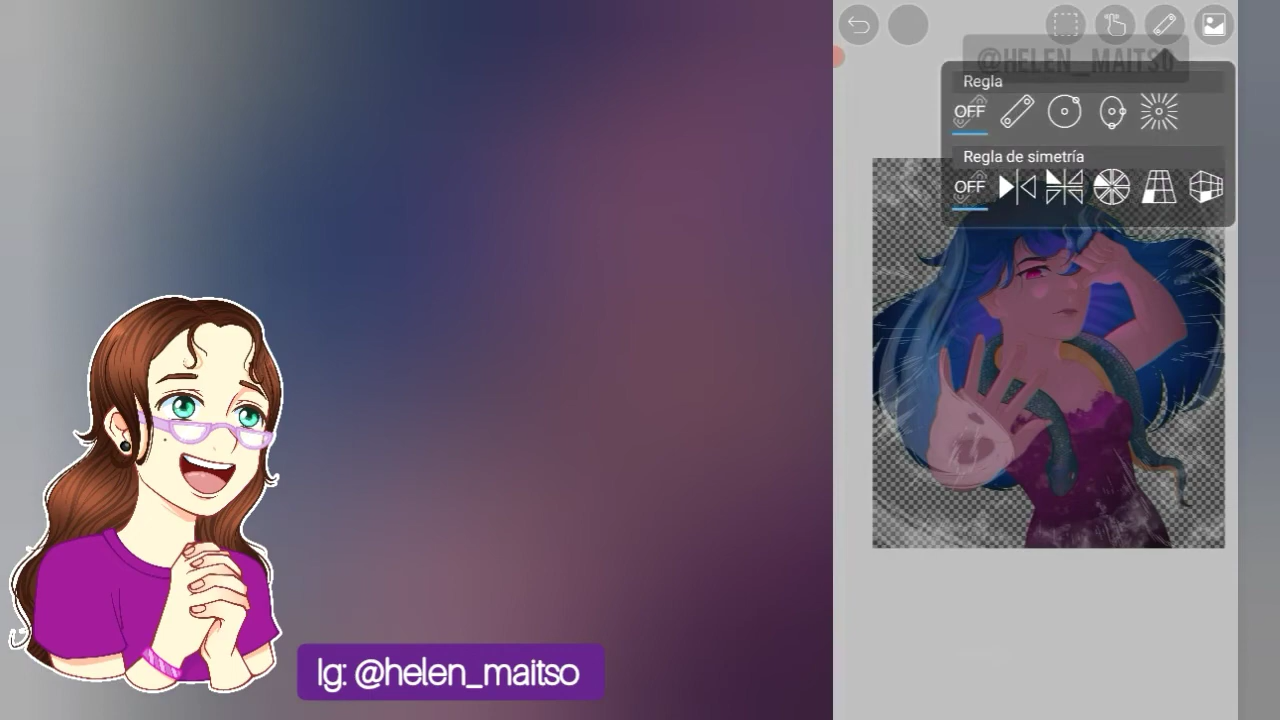 @HELEN_MAITSO
Regla
OFF
Regla de simetría
OFF
Ig: @helen_maitso